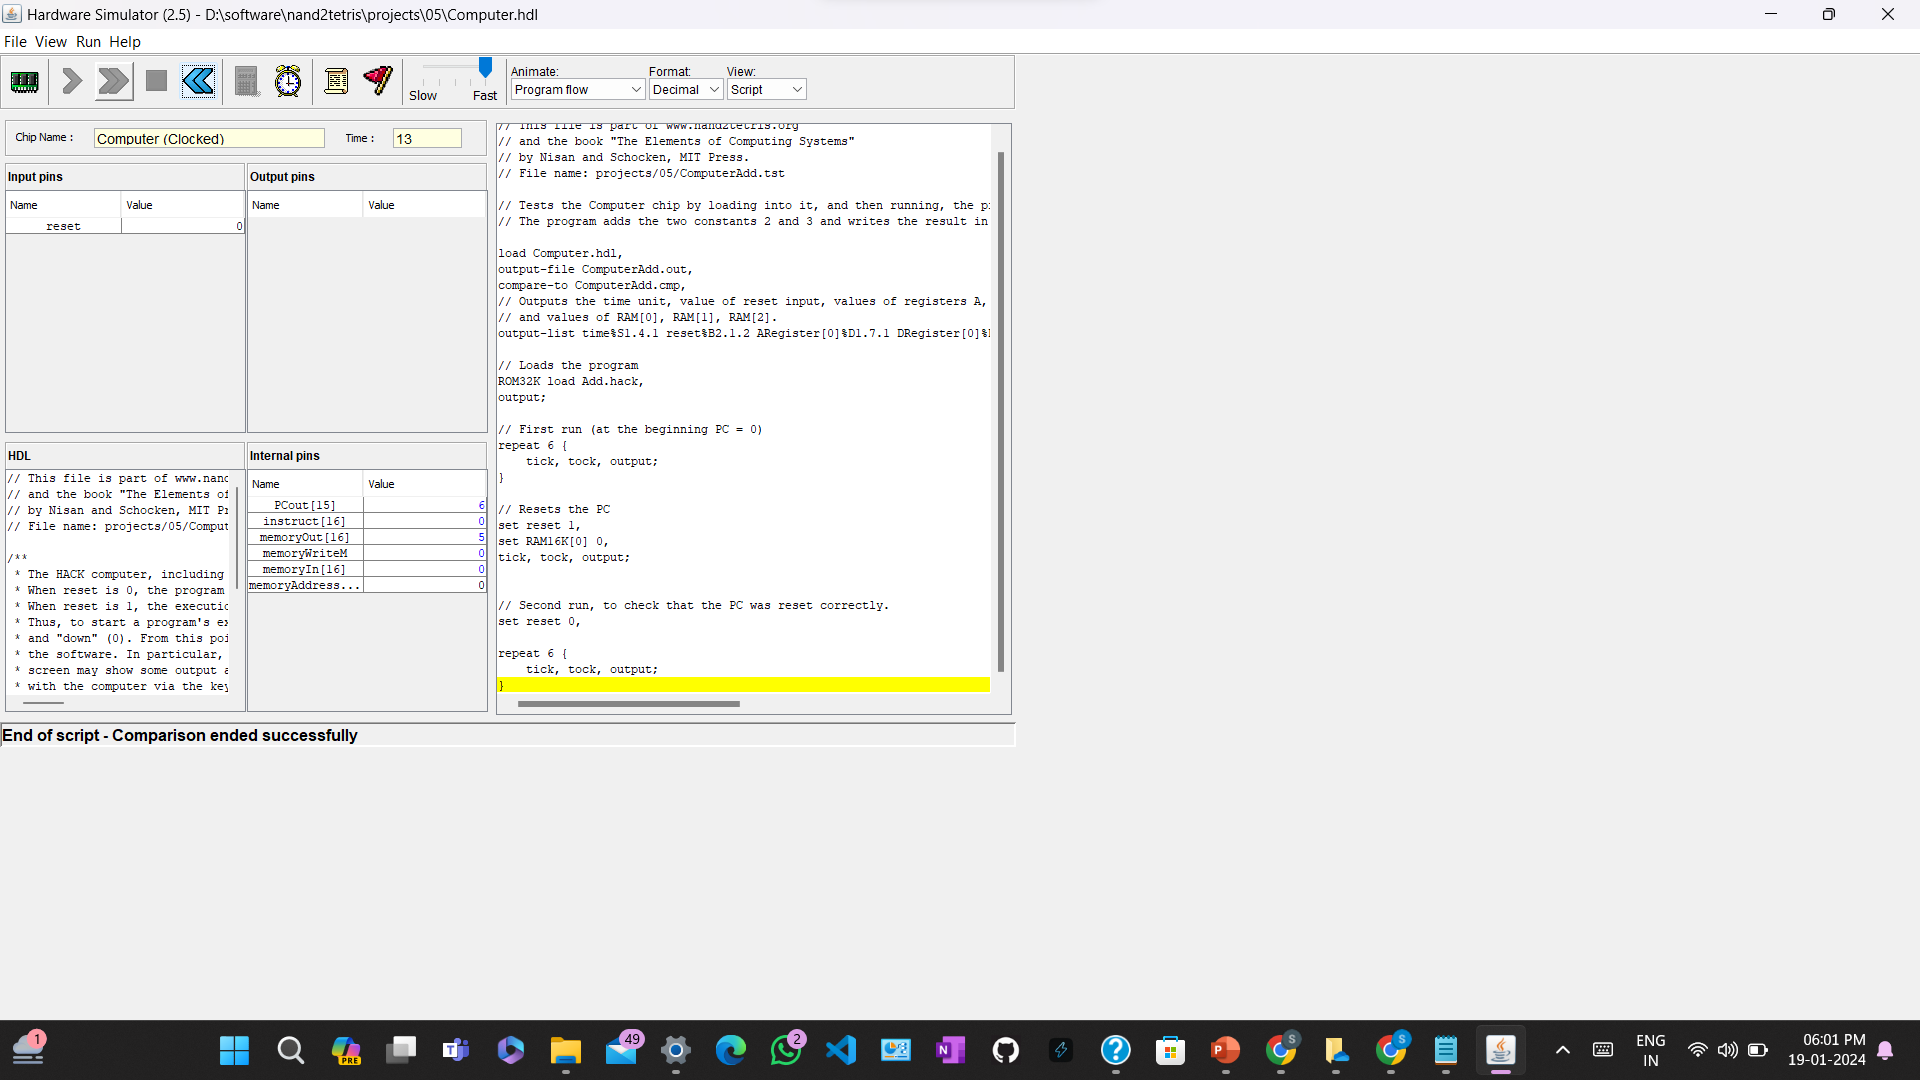 Hardware Simulator (2.5) - D:\software\nand2tetris\projects\05\Computer.hdl
File View Run Help
Slow Fast
Animate: Format: View:
Program flow Decimal Script
Chip Name : Computer (Clocked) Time : 13
Input pins
Name Value
reset 0
Output pins
Name Value
HDL
// This file is part of www.nand
// and the book "The Elements of
// by Nisan and Schocken, MIT Pr
// File name: projects/05/Comput
/**
* The HACK computer, including
* When reset is 0, the program
* When reset is 1, the executio
* Thus, to start a program's ex
* and "down" (0). From this poi
* the software. In particular,
* screen may show some output a
* with the computer via the key
Internal pins
Name Value
PCout[15] 6
instruct[16] 0
memoryOut[16] 5
memoryWriteM 0
memoryIn[16] 0
memoryAddress... 0
// This file is part of www.nand2tetris.org
// and the book "The Elements of Computing Systems"
// by Nisan and Schocken, MIT Press.
// File name: projects/05/ComputerAdd.tst
// Tests the Computer chip by loading into it, and then running, the p
// The program adds the two constants 2 and 3 and writes the result in
load Computer.hdl,
output-file ComputerAdd.out,
compare-to ComputerAdd.cmp,
// Outputs the time unit, value of reset input, values of registers A,
// and values of RAM[0], RAM[1], RAM[2].
output-list time%S1.4.1 reset%B2.1.2 ARegister[0]%D1.7.1 DRegister[0]%
// Loads the program
ROM32K load Add.hack,
output;
// First run (at the beginning PC = 0)
repeat 6 {
tick, tock, output;
}
// Resets the PC
set reset 1,
set RAM16K[0] 0,
tick, tock, output;
// Second run, to check that the PC was reset correctly.
set reset 0,
repeat 6 {
tick, tock, output;
}
End of script - Comparison ended successfully
1
PRE
49
2
S
S
ENG
IN
06:01 PM
19-01-2024